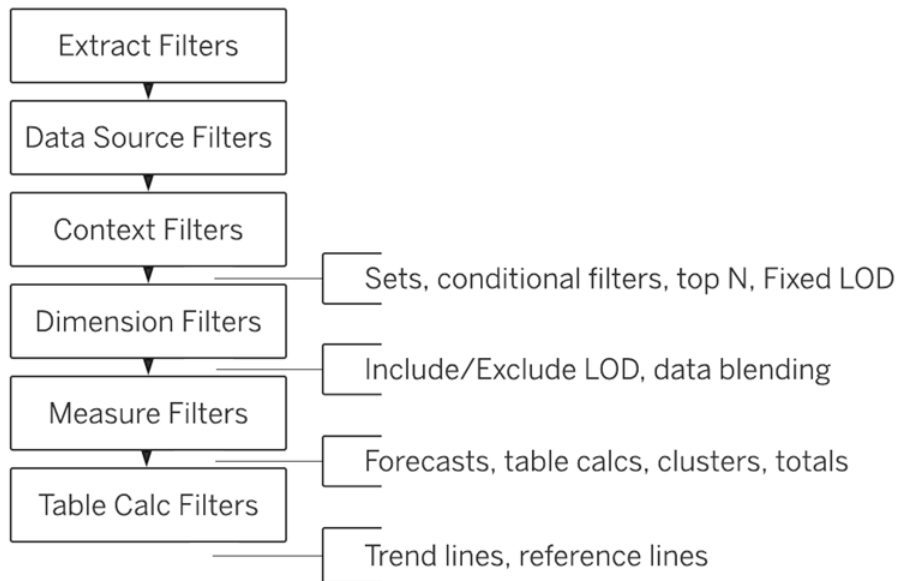 Extract Filters
Data Source Filters
Context Filters
Sets, conditional filters, top N, Fixed LOD
Dimension Filters
Include/Exclude LOD, data blending
Measure Filters
Forecasts, table calcs, clusters, totals
Table Calc Filters
Trend lines, reference lines